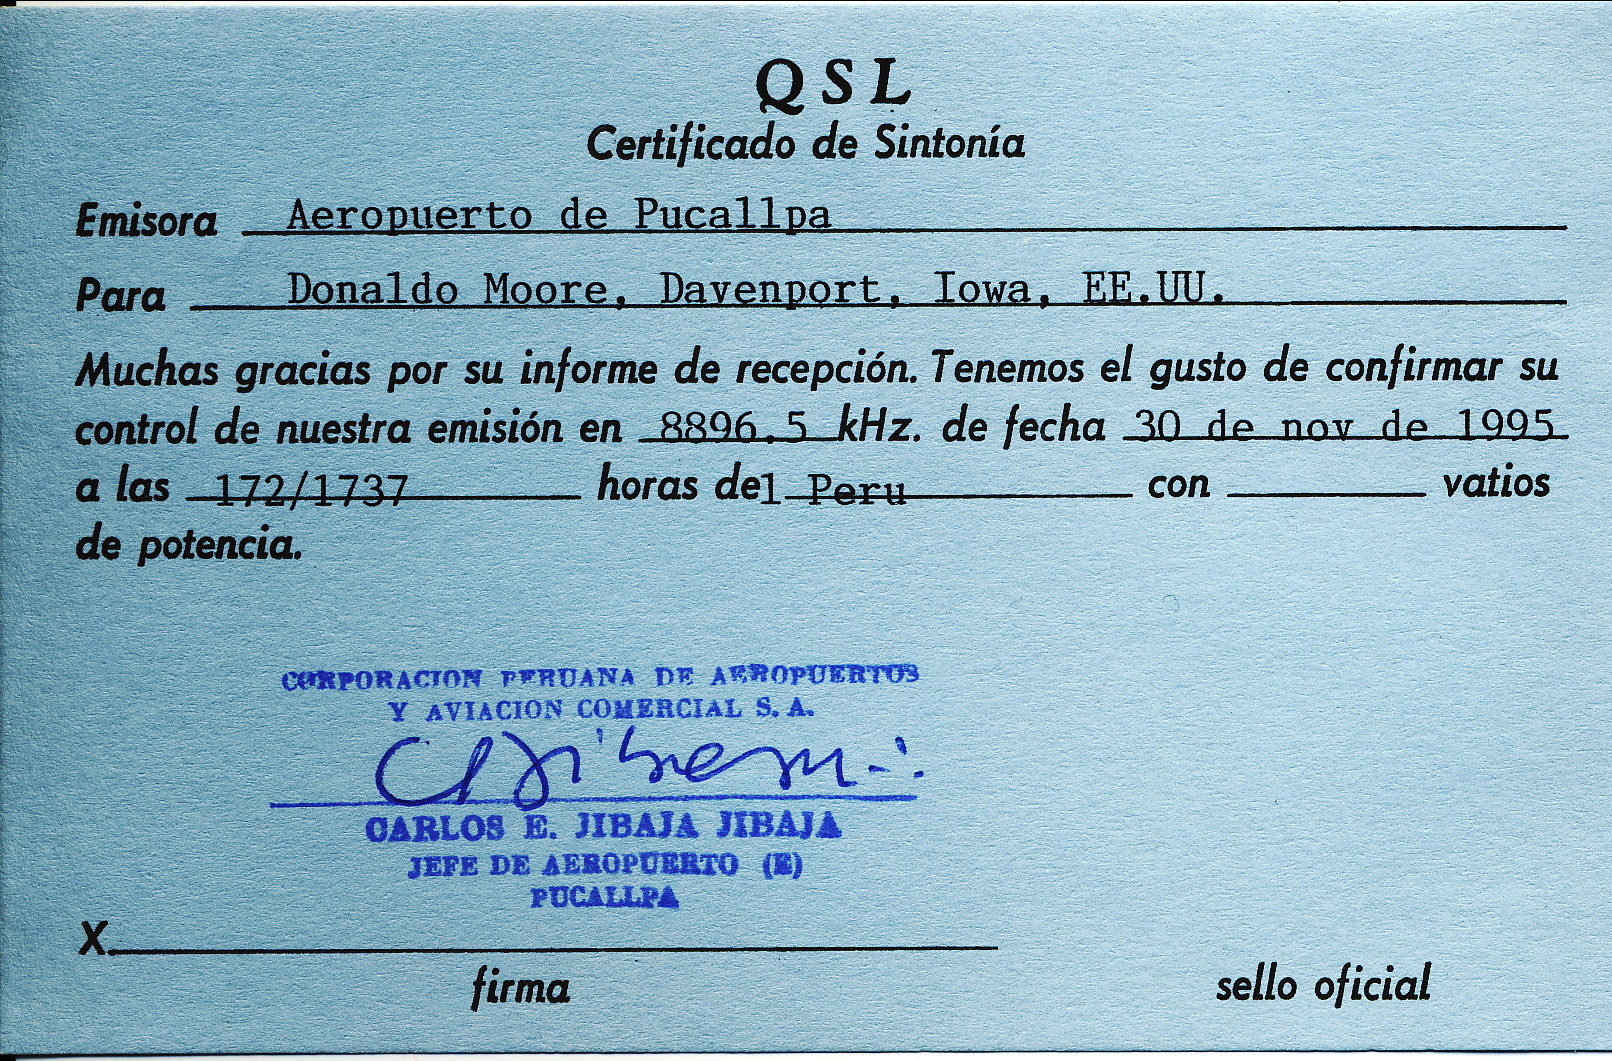 QSL
Certificado de Sintonía
Emisora Aeropuerto de Pucallpa
Para Donaldo Moore, Davenport, Iowa, EE.UU.
Muchas gracias por su informe de recepción. Tenemos el gusto de confirmar su
control de nuestra emisión en 8896.5 kHz. de fecha 30 de nov de 1995
a las 172/1737 horas del Peru con vatios
de potencia.
CORPORACION PERUANA DE AEROPUERTOS
Y AVIACION COMERCIAL S. A.
CARLOS E. JIBAJA JIBAJA
JEFE DE AEROPUERTO (E)
PUCALLPA
X
firma sello oficial